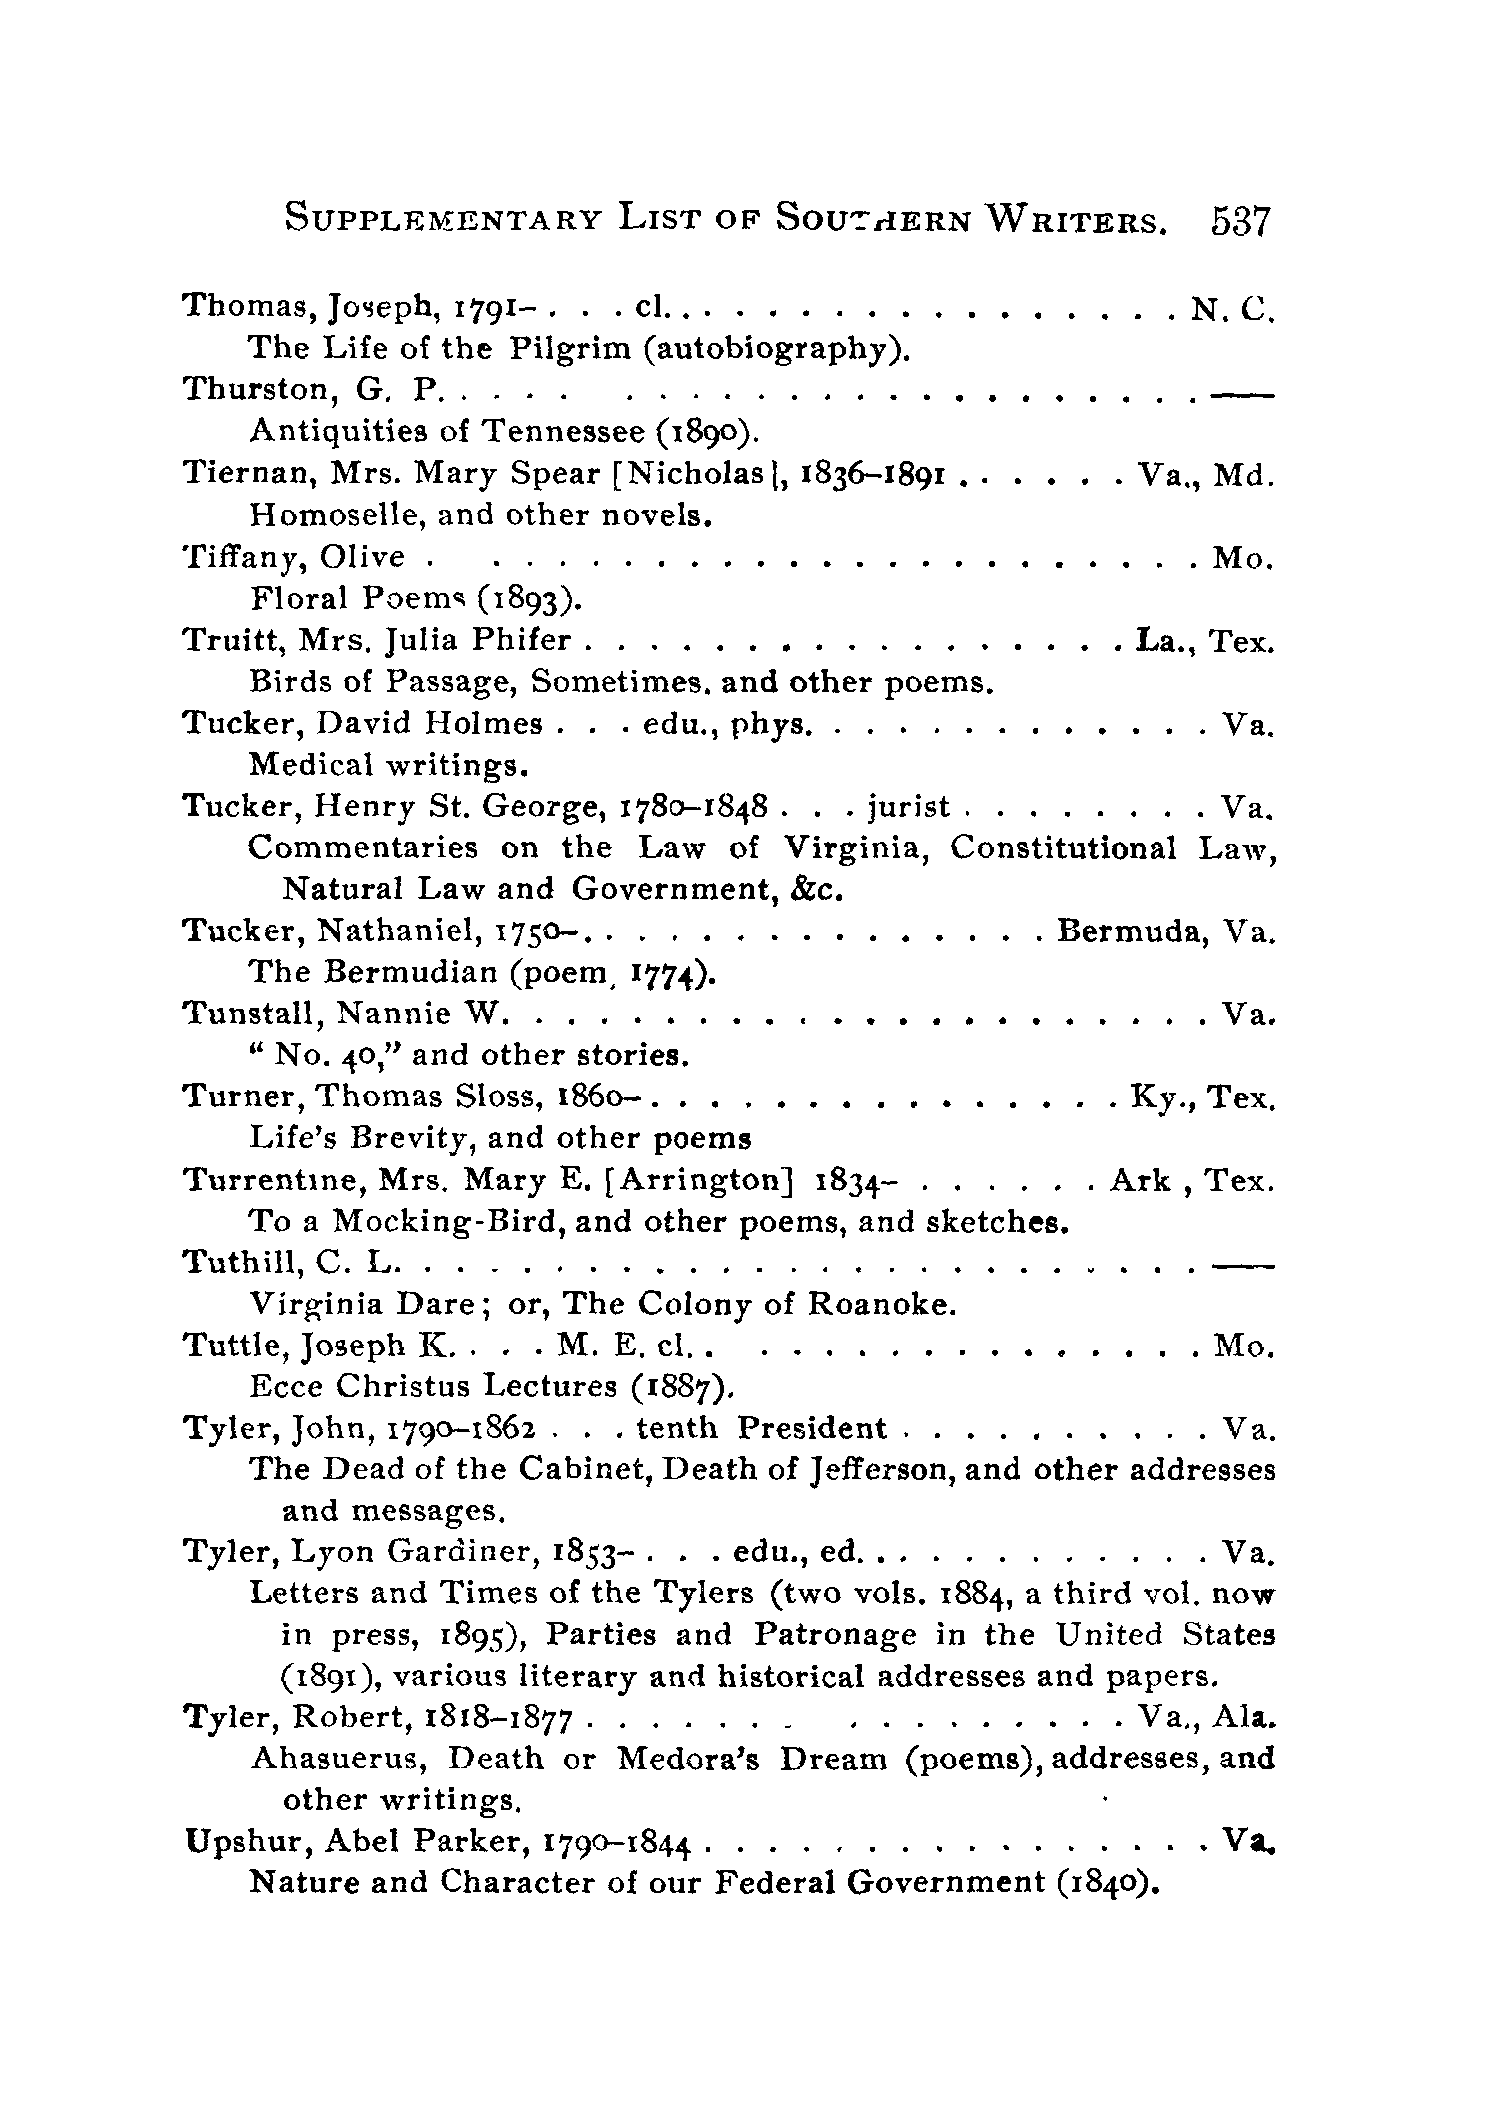 SUPPLEMENTARY LIST OF SOUTHERN WRITERS. 537
Thomas, Joseph, 1791– . . . cl. . . . . . . . . . . . . . . . . N. C.
The Life of the Pilgrim (autobiography).
Thurston, G. P. . . . . . . . . . . . . . . . . . . . . . . ——
Antiquities of Tennessee (1890).
Tiernan, Mrs. Mary Spear [Nicholas], 1836–1891 . . . . . . Va., Md.
Homoselle, and other novels.
Tiffany, Olive . . . . . . . . . . . . . . . . . . . . . . . Mo.
Floral Poems (1893).
Truitt, Mrs. Julia Phifer . . . . . . . . . . . . . . . . . La., Tex.
Birds of Passage, Sometimes, and other poems.
Tucker, David Holmes . . . edu., phys. . . . . . . . . . . . . Va.
Medical writings.
Tucker, Henry St. George, 1780–1848 . . . jurist . . . . . . . . Va.
Commentaries on the Law of Virginia, Constitutional Law,
Natural Law and Government, &c.
Tucker, Nathaniel, 1750–. . . . . . . . . . . . . . . Bermuda, Va.
The Bermudian (poem, 1774).
Tunstall, Nannie W. . . . . . . . . . . . . . . . . . . . . . Va.
“ No. 40,” and other stories.
Turner, Thomas Sloss, 1860– . . . . . . . . . . . . . . . Ky., Tex.
Life's Brevity, and other poems
Turrentine, Mrs. Mary E. [Arrington] 1834– . . . . . . Ark , Tex.
To a Mocking-Bird, and other poems, and sketches.
Tuthill, C. L. . . . . . . . . . . . . . . . . . . . . . . . . ——
Virginia Dare; or, The Colony of Roanoke.
Tuttle, Joseph K. . . . M. E. cl. . . . . . . . . . . . . . . . Mo.
Ecce Christus Lectures (1887).
Tyler, John, 1790–1862 . . . tenth President . . . . . . . . . . Va.
The Dead of the Cabinet, Death of Jefferson, and other addresses
and messages.
Tyler, Lyon Gardiner, 1853– . . . edu., ed. . . . . . . . . . . . Va.
Letters and Times of the Tylers (two vols. 1884, a third vol. now
in press, 1895), Parties and Patronage in the United States
(1891), various literary and historical addresses and papers.
Tyler, Robert, 1818–1877 . . . . . . . . . . . . . . . . Va., Ala.
Ahasuerus, Death or Medora's Dream (poems), addresses, and
other writings.
Upshur, Abel Parker, 1790–1844 . . . . . . . . . . . . . . . . Va.
Nature and Character of our Federal Government (1840).